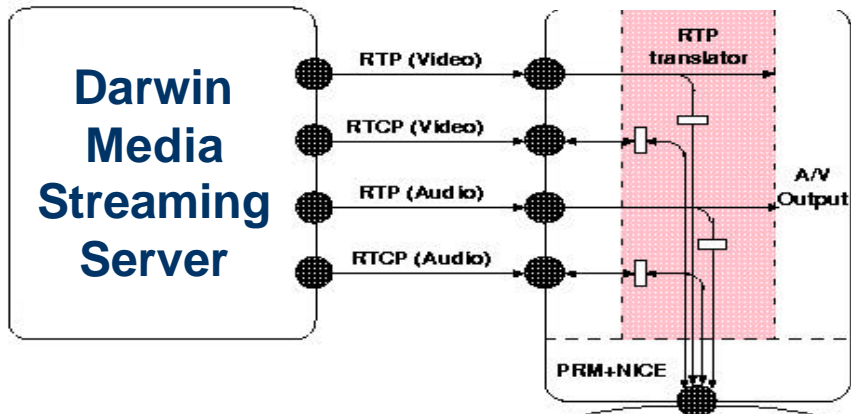 Darwin
Media
Streaming
Server
RTP (Video)
RTCP (Video)
RTP (Audio)
RTCP (Audio)
RTP
translator
A/V
Output
PRM+NICE